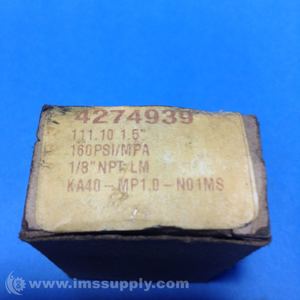 4274939
111.10 1.5"
160PSI/MPA
1/8"NPT LM
KA40-MP1.0-N01MS
© www.imssupply.com